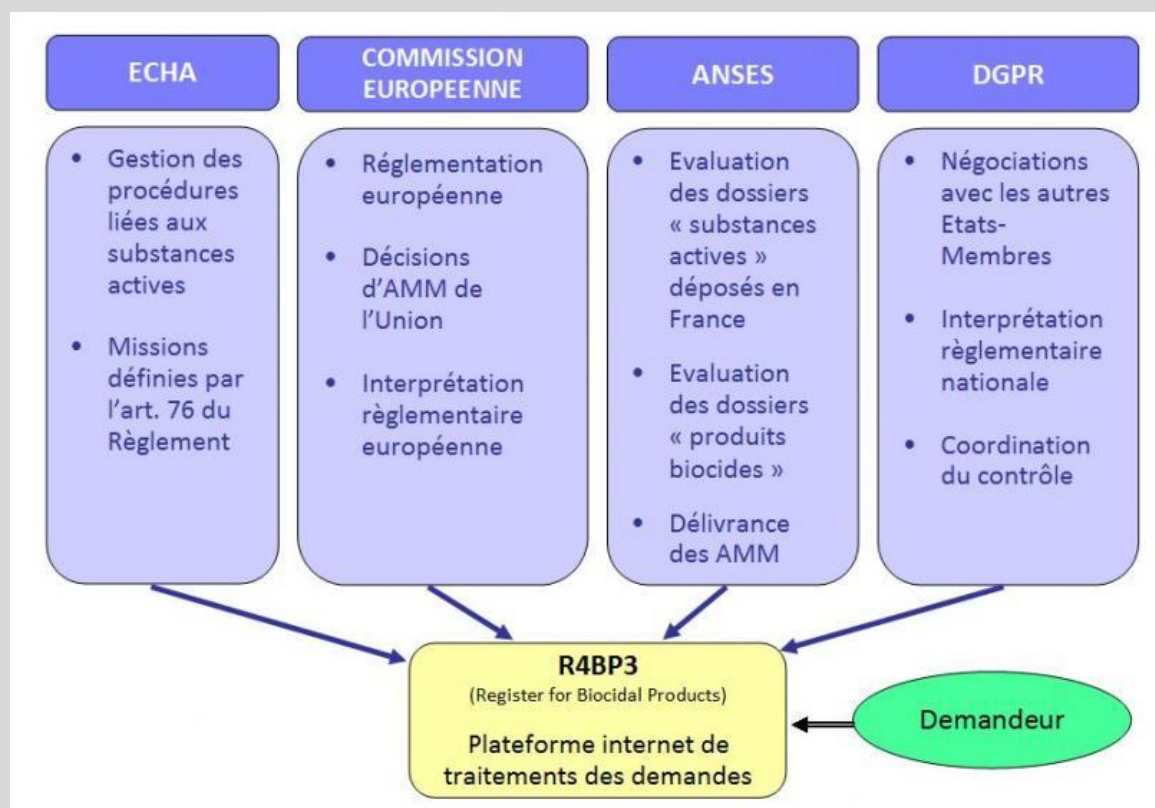 ECHA
• Gestion des
procédures
liées aux
substances
actives
• Missions
définies par
l'art. 76 du
Règlement
COMMISSION
EUROPEENNE
• Réglementation
européenne
• Décisions
d'AMM de
l'Union
• Interprétation
règlementaire
européenne
ANSES
• Evaluation
des dossiers
« substances
actives »
déposés en
France
• Evaluation
des dossiers
« produits
biocides »
• Délivrance
des AMM
DGPR
• Négociations
avec les autres
Etats-
Membres
• Interprétation
règlementaire
nationale
• Coordination
du contrôle
R4BP3
(Register for Biocidal Products)
Plateforme internet de
traitements des demandes
Demandeur